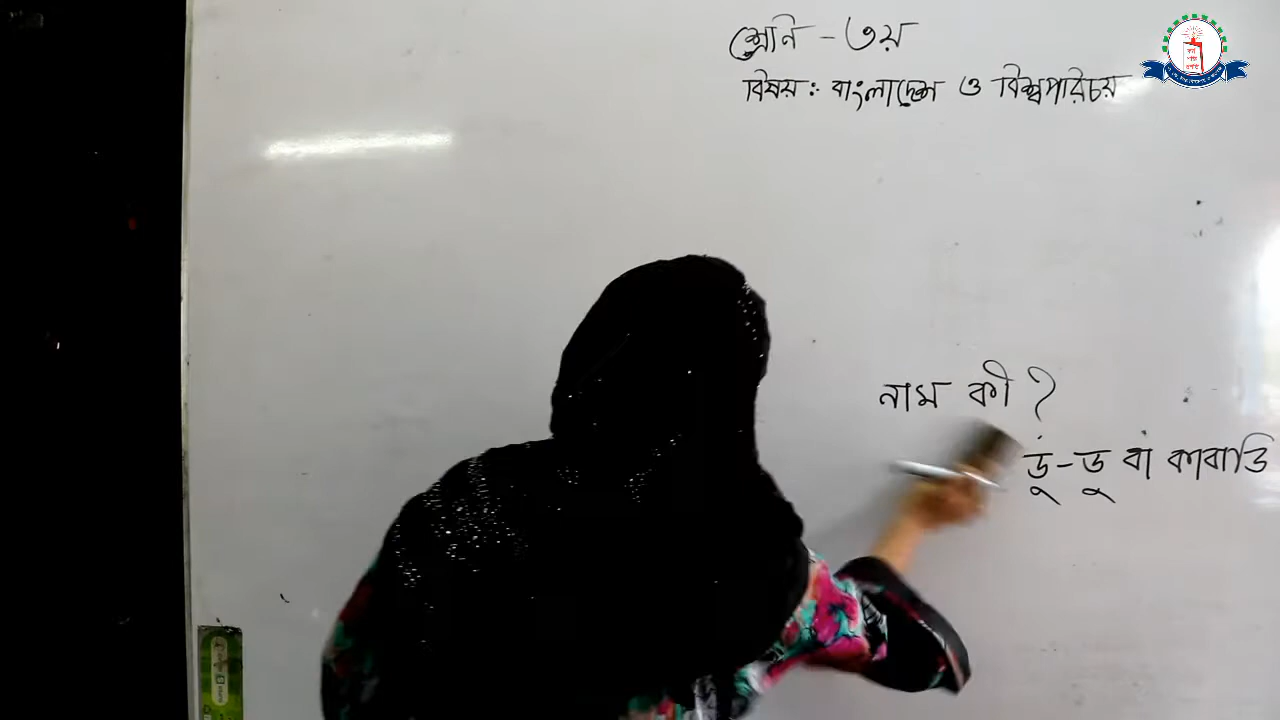 শ্রেনি - ৩য়
বিষয়ঃ বাংলাদেশ ও বিশ্বপরিচয়
নাম কী ?
ডু-ডু বা কাবাডি